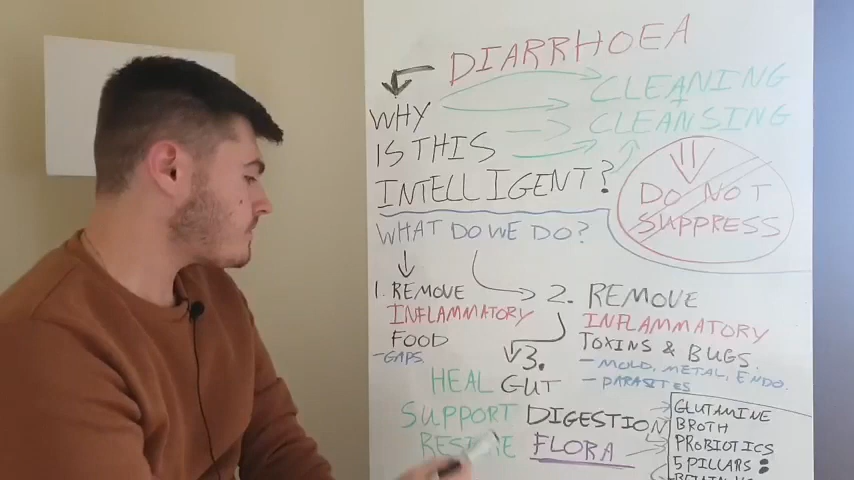 DIARRHOEA
WHY
IS THIS
INTELLIGENT?
CLEANING
CLEANSING
DO NOT
SUPPRESS
WHAT DO WE DO?
1. REMOVE
INFLAMMATORY
FOOD
- GAPS.
2. REMOVE
INFLAMMATORY
TOXINS & BUGS.
- MOLD, METAL, ENDO.
- PARASITES
3.
HEAL GUT
SUPPORT DIGESTION
FLORA
GLUTAMINE
BROTH
PROBIOTICS
5 PILLARS: